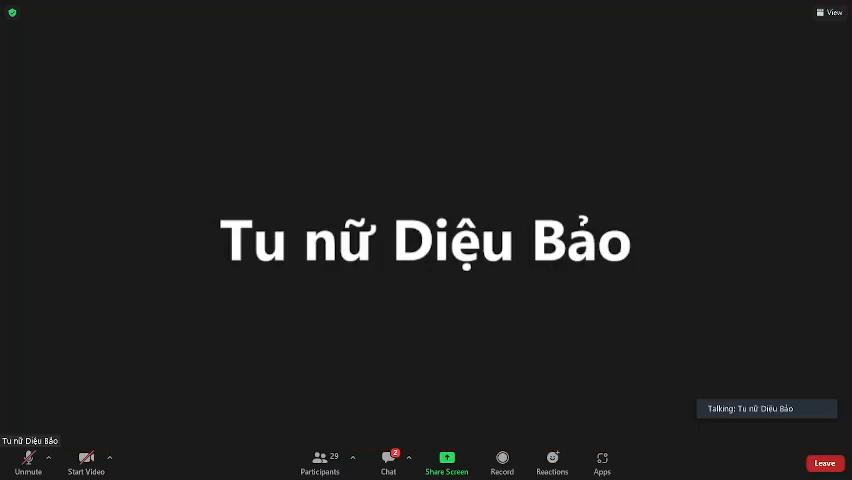 View
Tu nữ Diệu Bảo
Talking: Tu nữ Diệu Bảo
Tu nữ Diệu Bảo
29
2
Unmute
Start Video
Participants
Chat
Share Screen
Record
Reactions
Apps
Leave